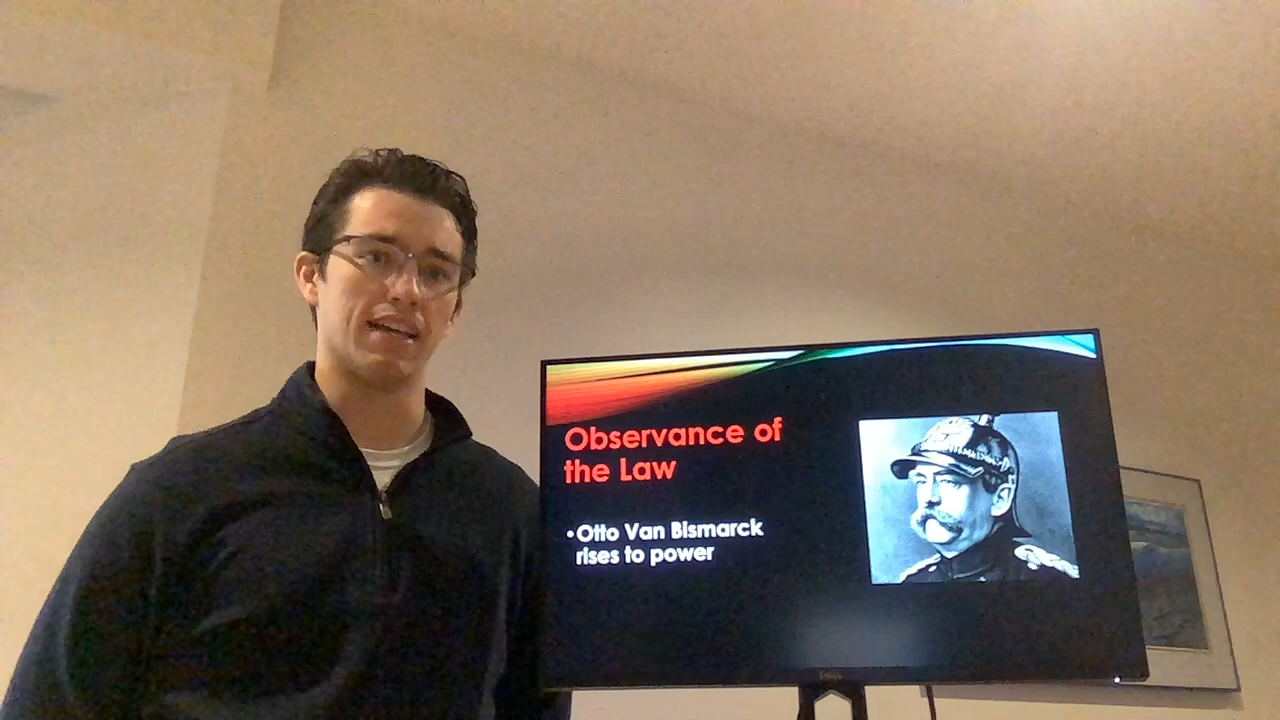 Observance of
the Law
•Otto Van Bismarck
rises to power